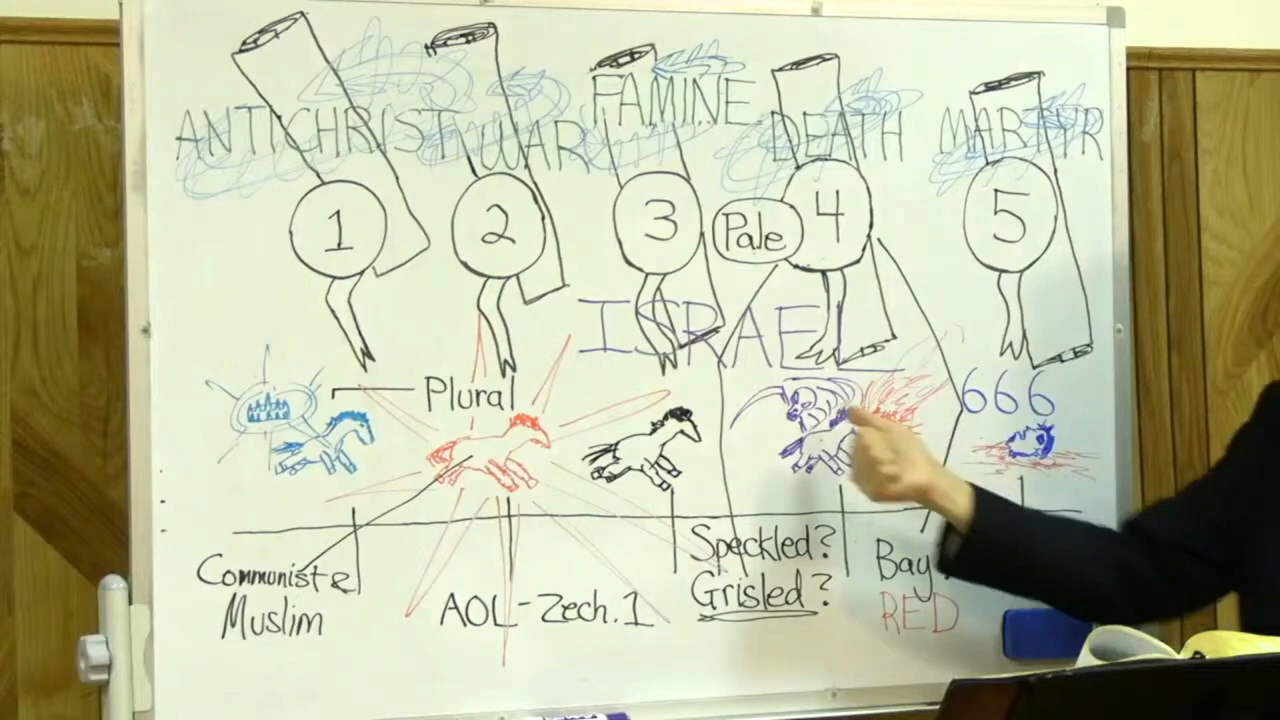 ANTICHRIST WAR FAMINE DEATH MARTYR
1 2 3 Pale 4 5
ISRAEL
Plural
666
Communist &
Muslim
AOL - Zech. 1
Speckled?
Grisled?
Bay
RED